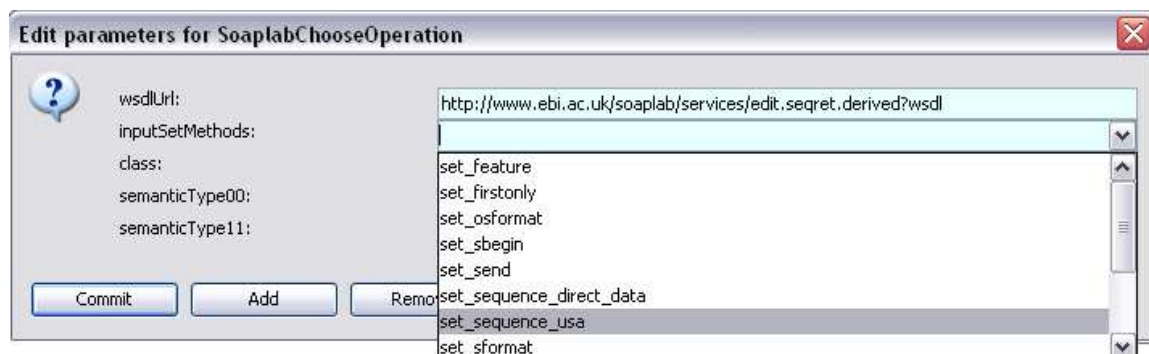 Edit parameters for SoaplabChooseOperation
wsdlUrl:
http://www.ebi.ac.uk/soaplab/services/edit.seqret.derived?wsdl
inputSetMethods:
class:
semanticType00:
semanticType11:
set_feature
set_firstonly
set_osformat
set_sbegin
set_send
set_sequence_direct_data
set_sequence_usa
set_sformat
Commit
Add
Remo